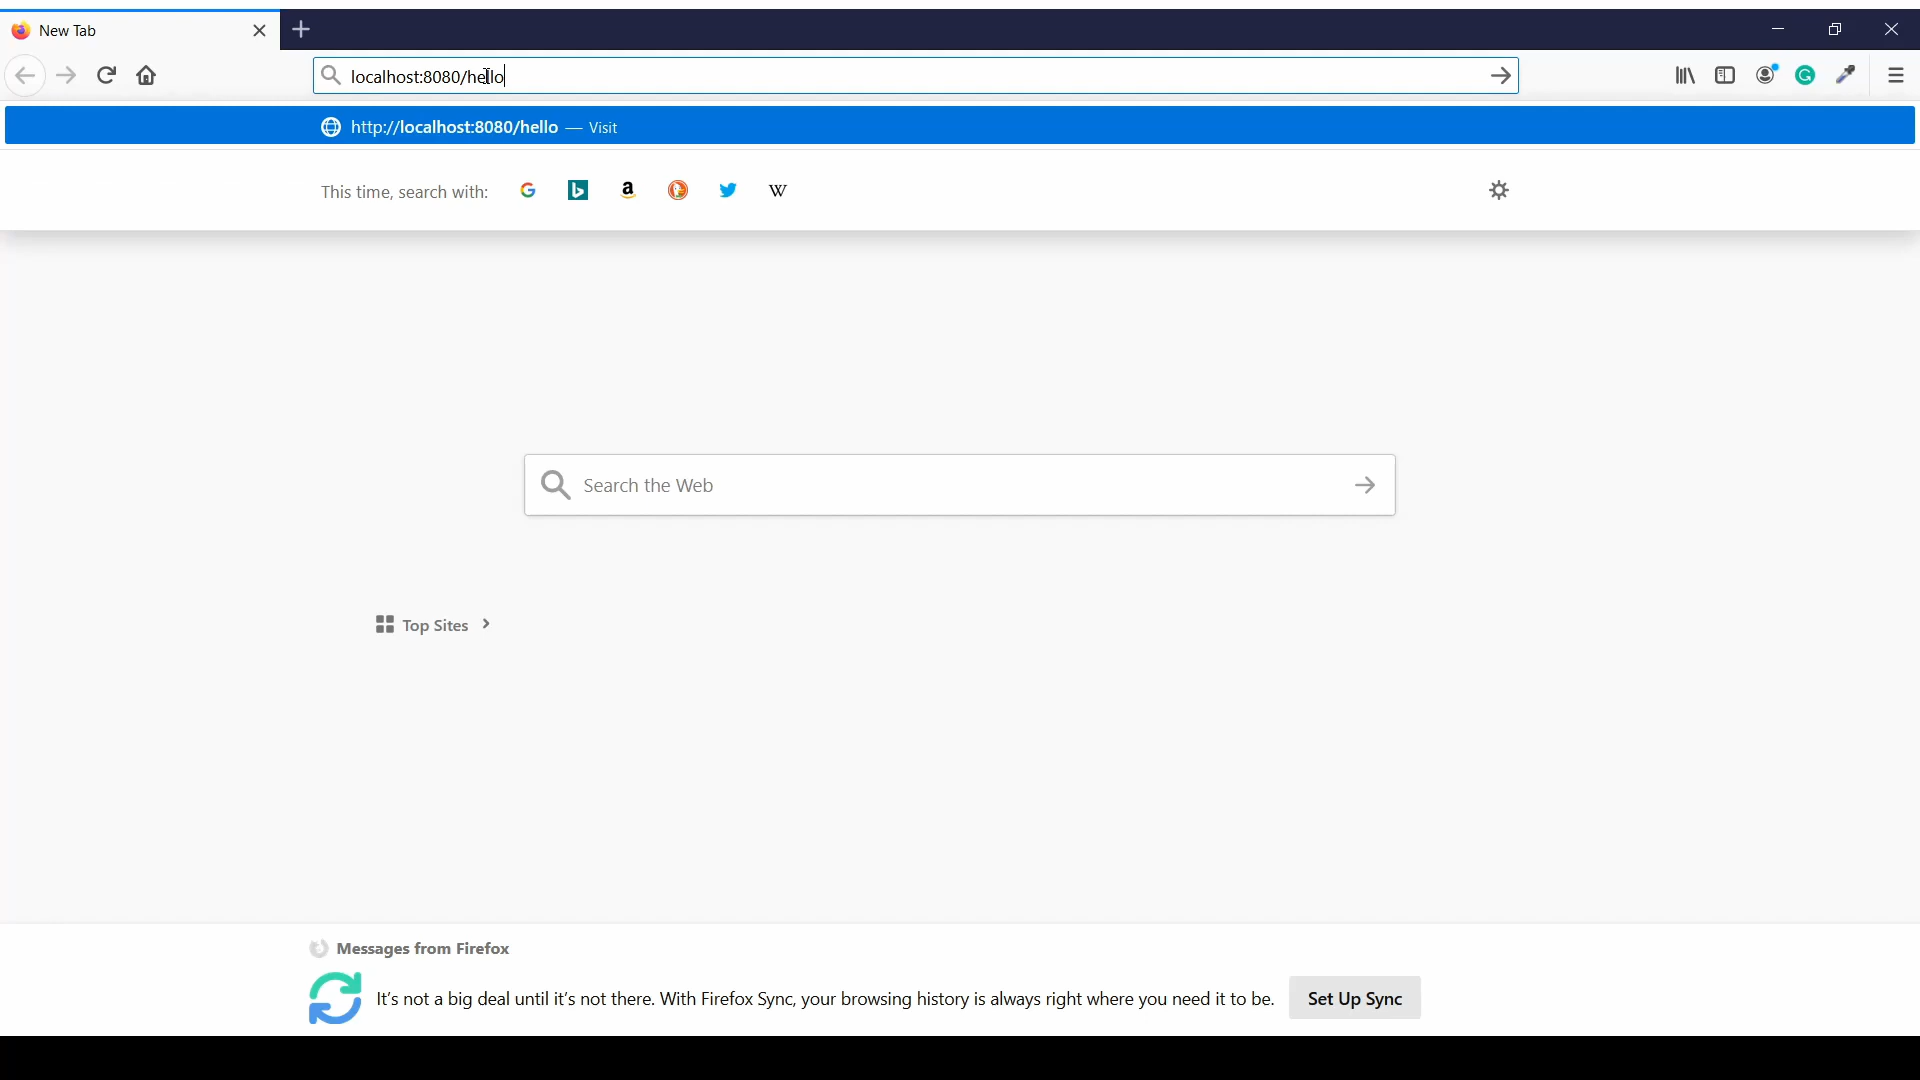 New Tab
localhost:8080/hello
http://localhost:8080/hello — Visit
This time, search with:
Search the Web
Top Sites
Messages from Firefox
It's not a big deal until it's not there. With Firefox Sync, your browsing history is always right where you need it to be.
Set Up Sync